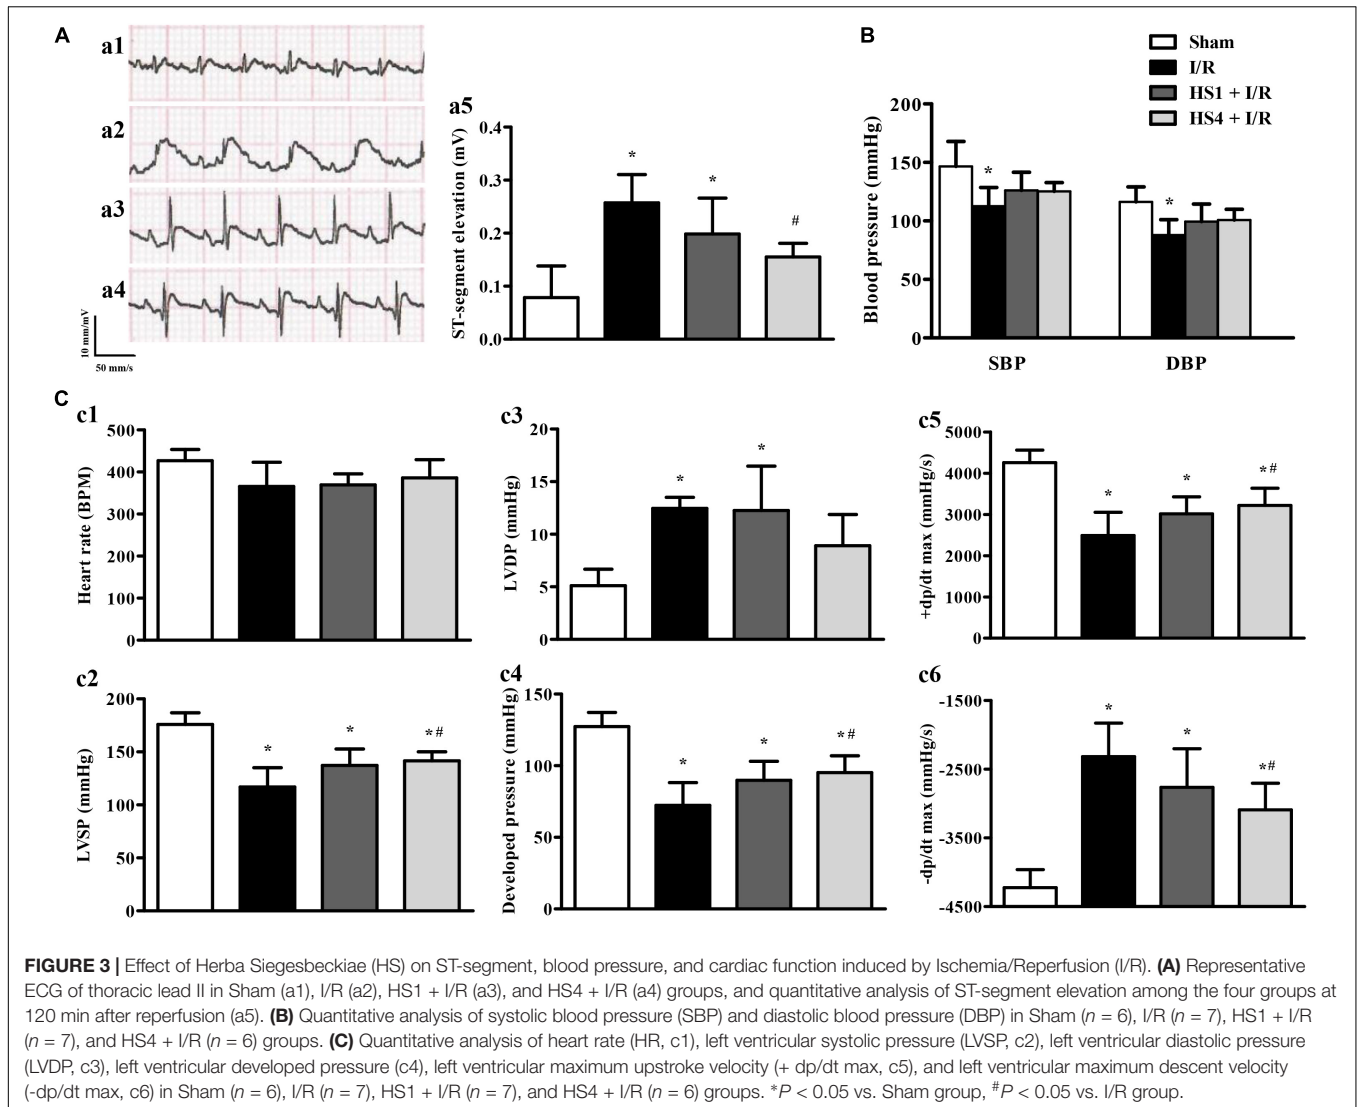 A
a1
a2
a3
a4
10 mm/mV
50 mm/s
a5
ST-segment elevation (mV)
0.4
0.3
0.2
0.1
0.0
*
*
#
B
Sham
I/R
HS1 + I/R
HS4 + I/R
Blood pressure (mmHg)
200
150
100
50
0
*
*
SBP
DBP
C
c1
Heart rate (BPM)
500
400
300
200
100
0
c3
LVDP (mmHg)
20
15
10
5
0
*
*
c5
+dp/dt max (mmHg/s)
5000
4000
3000
2000
1000
0
*
*
*#
c2
LVSP (mmHg)
200
150
100
50
0
*
*
*#
c4
Developed pressure (mmHg)
150
100
50
0
*
*
*#
c6
-dp/dt max (mmHg/s)
-1500
-2500
-3500
-4500
*
*
*#
FIGURE 3 | Effect of Herba Siegesbeckiae (HS) on ST-segment, blood pressure, and cardiac function induced by Ischemia/Reperfusion (I/R). (A) Representative
ECG of thoracic lead II in Sham (a1), I/R (a2), HS1 + I/R (a3), and HS4 + I/R (a4) groups, and quantitative analysis of ST-segment elevation among the four groups at
120 min after reperfusion (a5). (B) Quantitative analysis of systolic blood pressure (SBP) and diastolic blood pressure (DBP) in Sham (n = 6), I/R (n = 7), HS1 + I/R
(n = 7), and HS4 + I/R (n = 6) groups. (C) Quantitative analysis of heart rate (HR, c1), left ventricular systolic pressure (LVSP, c2), left ventricular diastolic pressure
(LVDP, c3), left ventricular developed pressure (c4), left ventricular maximum upstroke velocity (+ dp/dt max, c5), and left ventricular maximum descent velocity
(-dp/dt max, c6) in Sham (n = 6), I/R (n = 7), HS1 + I/R (n = 7), and HS4 + I/R (n = 6) groups. *P < 0.05 vs. Sham group, #P < 0.05 vs. I/R group.